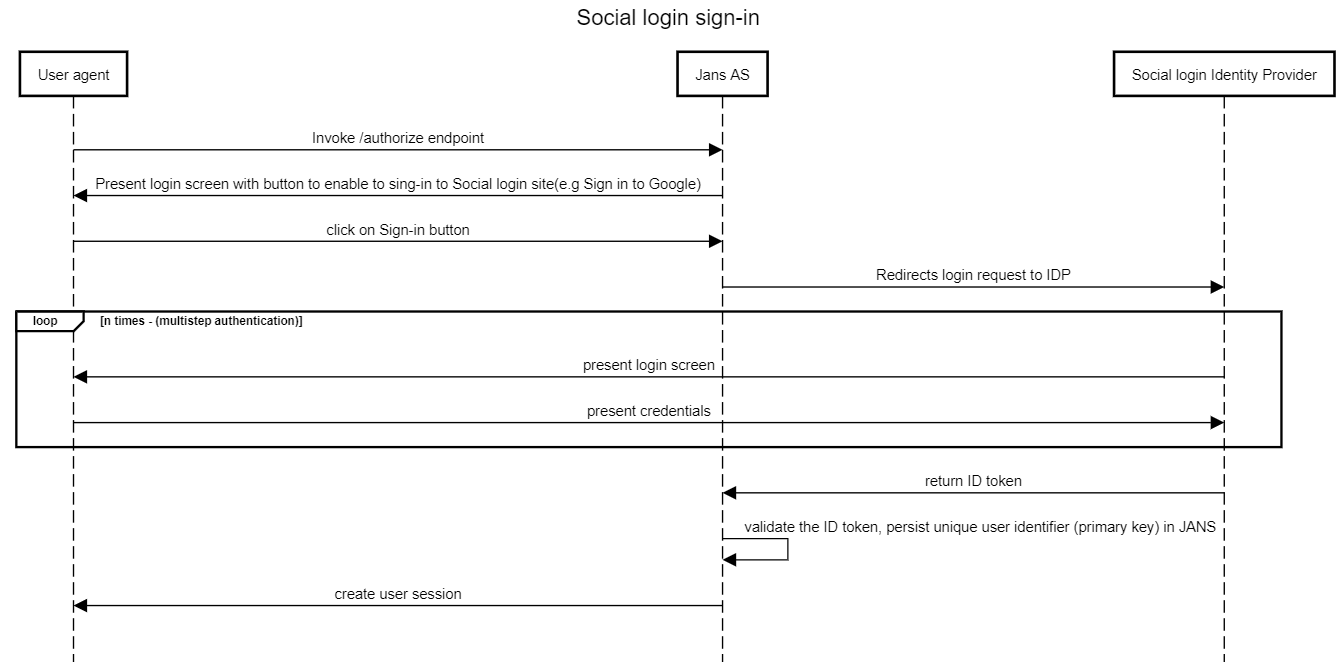 Social login sign-in
User agent
Jans AS
Social login Identity Provider
Invoke /authorize endpoint
Present login screen with button to enable to sing-in to Social login site(e.g Sign in to Google)
click on Sign-in button
Redirects login request to IDP
loop
[n times - (multistep authentication)]
present login screen
present credentials
return ID token
validate the ID token, persist unique user identifier (primary key) in JANS
create user session